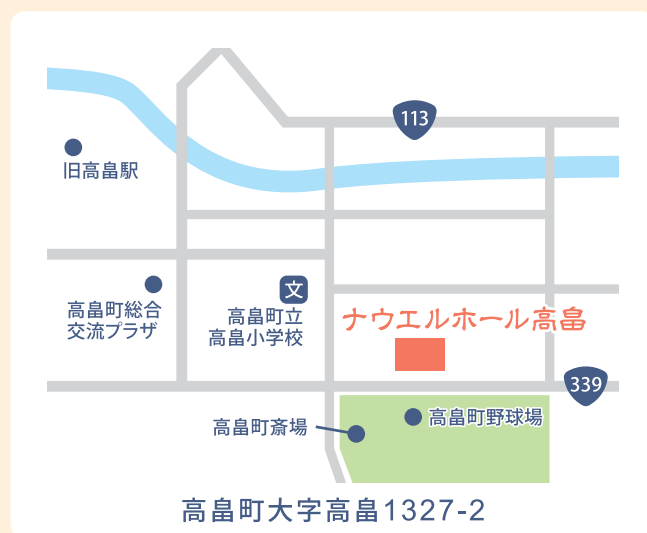 113
旧高畠駅
文
高畠町総合
交流プラザ
高畠町立
高畠小学校
ナウエルホール高畠
339
高畠町斎場
高畠町野球場
高畠町大字高畠1327-2